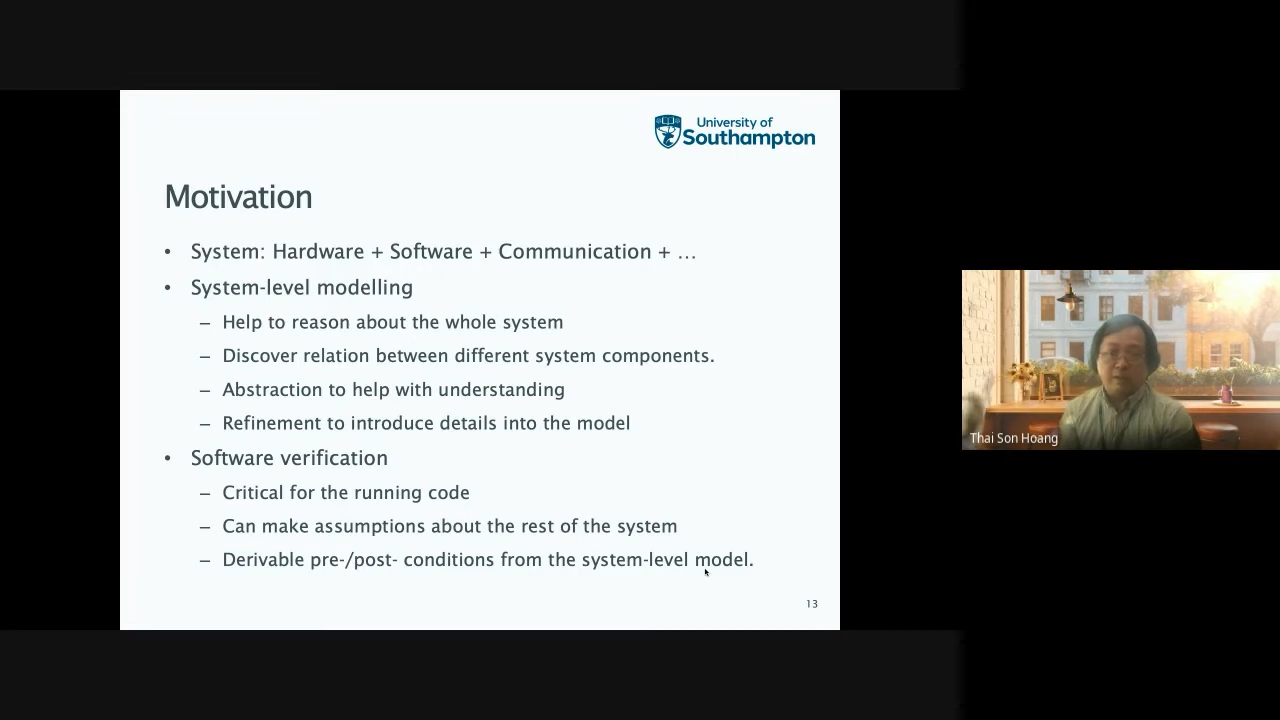 University of
Southampton
Motivation
• System: Hardware + Software + Communication + …
• System-level modelling
– Help to reason about the whole system
– Discover relation between different system components.
– Abstraction to help with understanding
– Refinement to introduce details into the model
• Software verification
– Critical for the running code
– Can make assumptions about the rest of the system
– Derivable pre-/post- conditions from the system-level model.
13
Thai Son Hoang